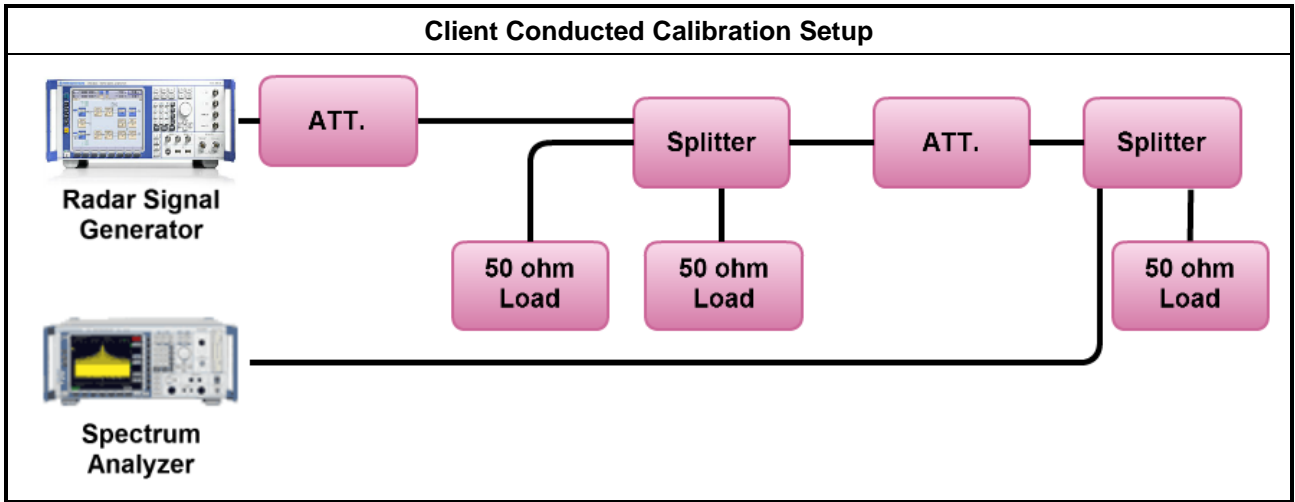 Client Conducted Calibration Setup
ATT.
Splitter
ATT.
Splitter
Radar Signal
Generator
50 ohm
Load
50 ohm
Load
50 ohm
Load
Spectrum
Analyzer